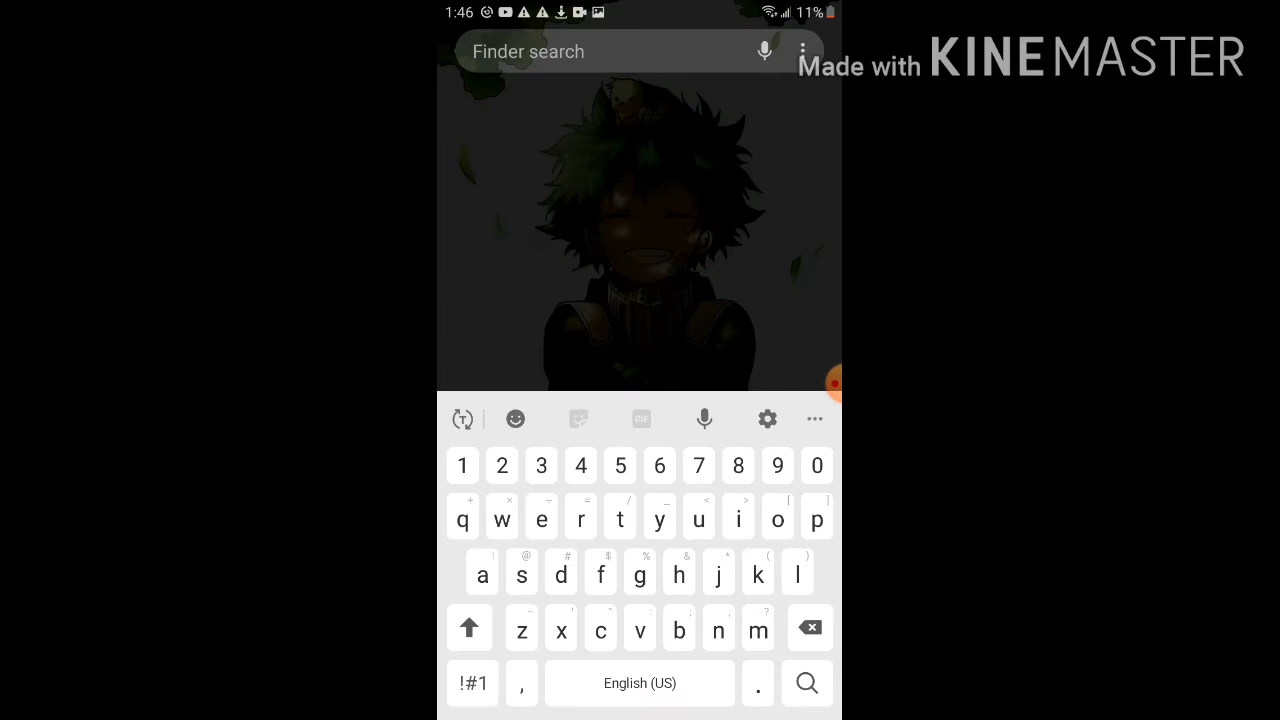 1:46 11%
Finder search
Made with KINEMASTER
GIF
1 2 3 4 5 6 7 8 9 0
+ × ÷ = / _ < > [ ]
q w e r t y u i o p
! @ # $ % & * ( )
a s d f g h j k l
- ' " : ; , ?
z x c v b n m
!#1 , English (US) .